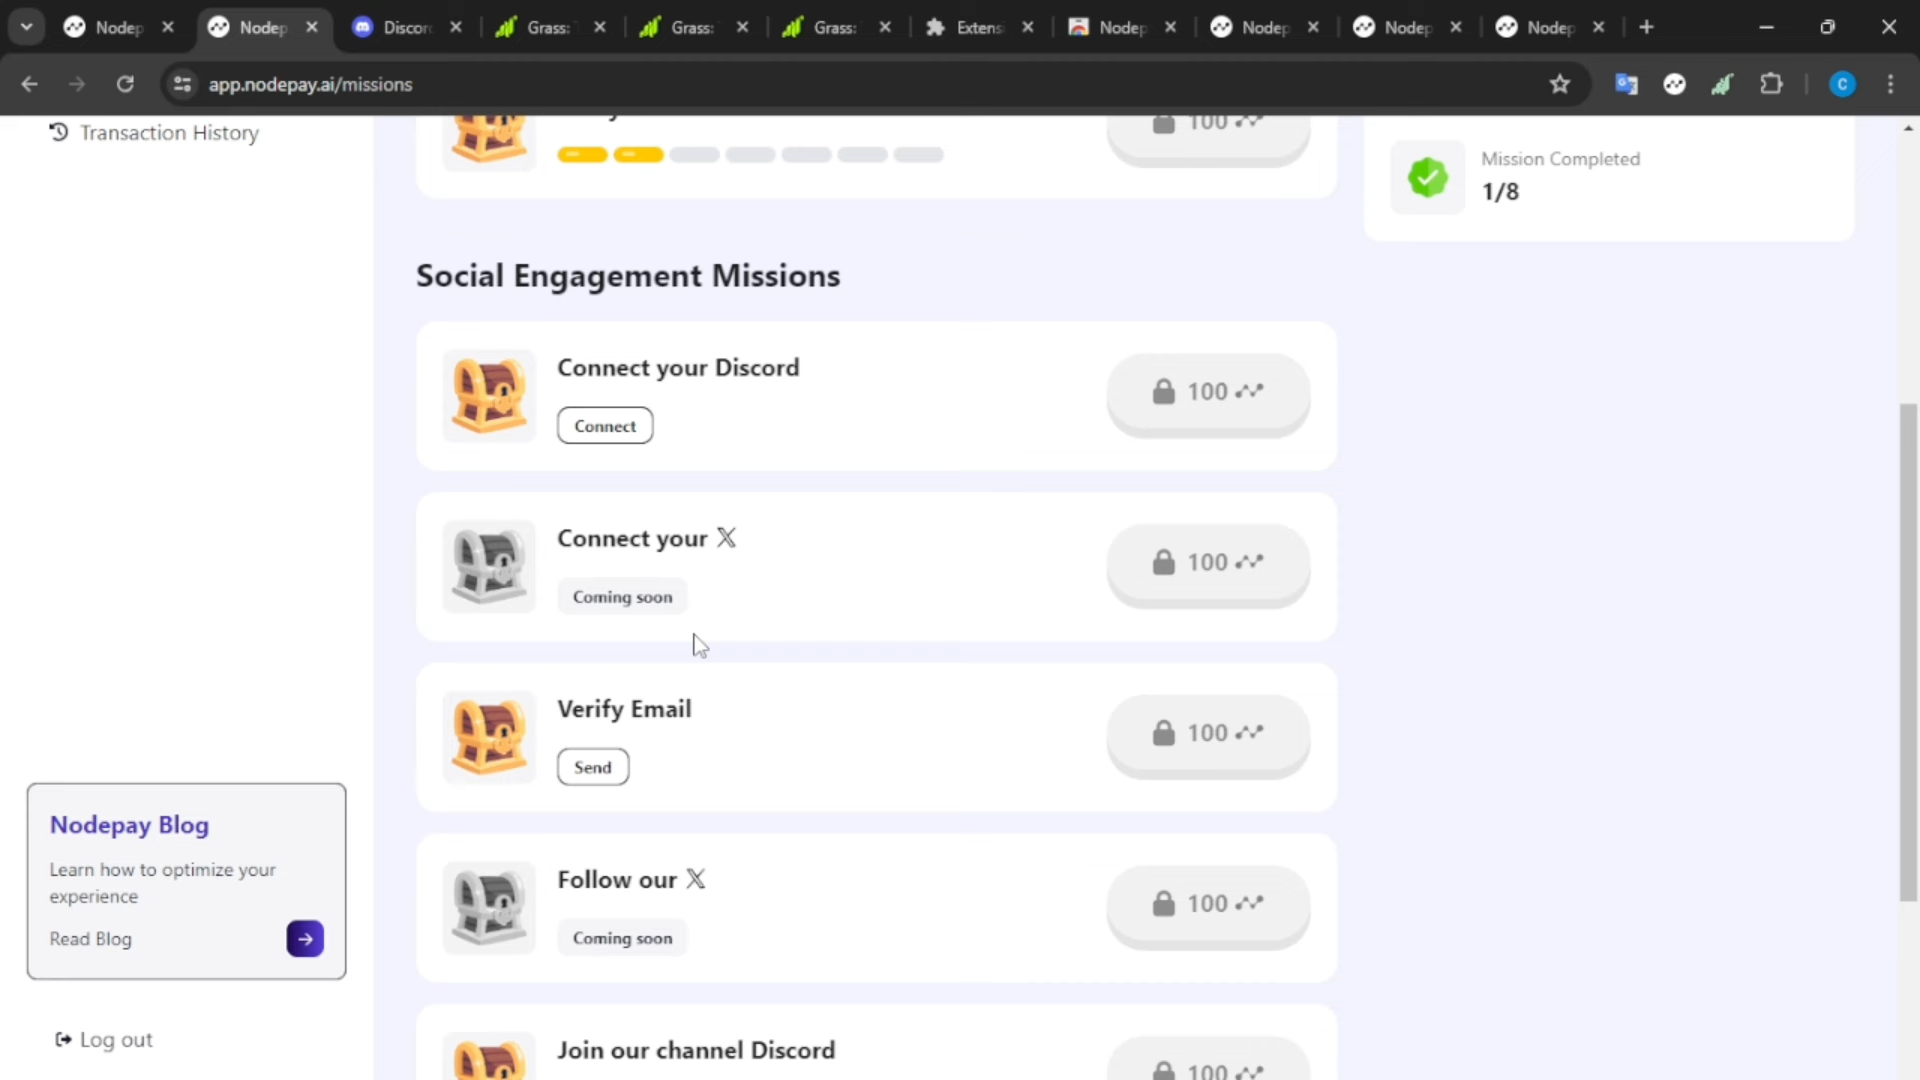 Nodep
Nodep
Discor
Grass:
Grass:
Grass:
Extens
Nodep
Nodep
Nodep
Nodep
app.nodepay.ai/missions
Transaction History
100
Mission Completed
1/8
Social Engagement Missions
Connect your Discord
Connect
100
Connect your X
Coming soon
100
Verify Email
Send
100
Follow our X
Coming soon
100
Join our channel Discord
100
Nodepay Blog
Learn how to optimize your
experience
Read Blog
Log out